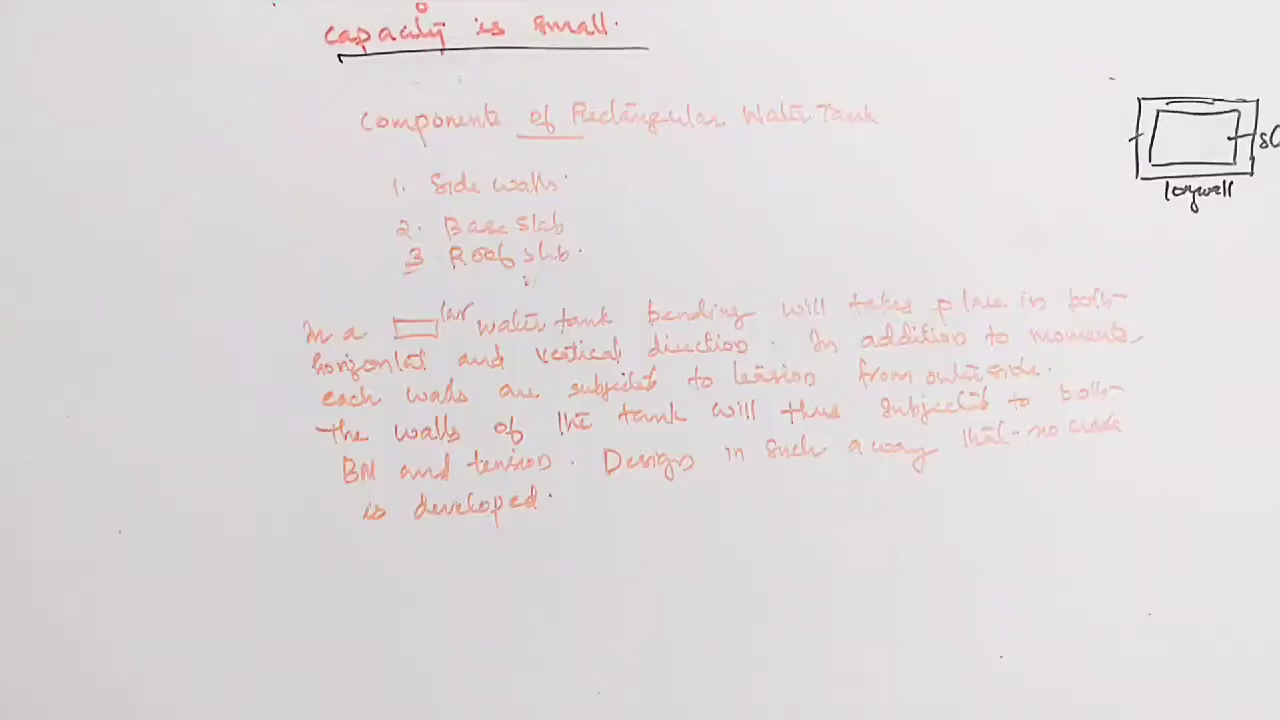 capacity is small.
Components of Rectangular Water Tank
1. Side walls.
2. Base Slab
3 Roof slab.
In a lar water tank bending will takes place in both
horizontal and vertical direction. In addition to moments
each walls are subjected to tension from outer side.
the walls of the tank will thus subjected to both
BM and tension. Design in such a way that no crack
is developed.
longwall